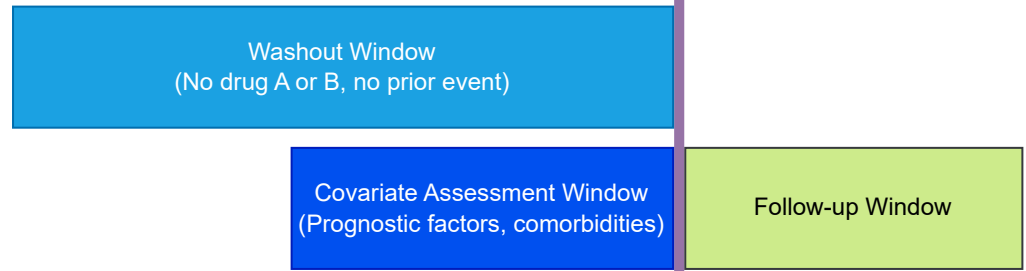 Washout Window
(No drug A or B, no prior event)
Covariate Assessment Window
(Prognostic factors, comorbidities)
Follow-up Window